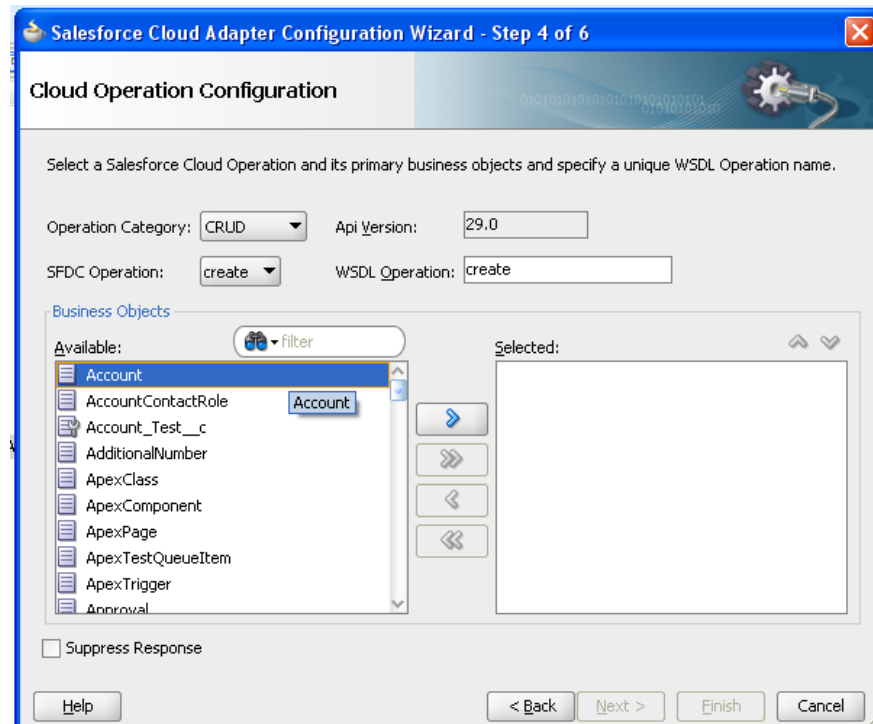 Salesforce Cloud Adapter Configuration Wizard - Step 4 of 6
Cloud Operation Configuration
Select a Salesforce Cloud Operation and its primary business objects and specify a unique WSDL Operation name.
Operation Category: CRUD Api Version: 29.0
SFDC Operation: create WSDL Operation: create
Business Objects
Available: filter Selected:
Account
AccountContactRole Account
Account_Test__c
AdditionalNumber
ApexClass
ApexComponent
ApexPage
ApexTestQueueItem
ApexTrigger
Approval
Suppress Response
Help < Back Next > Finish Cancel